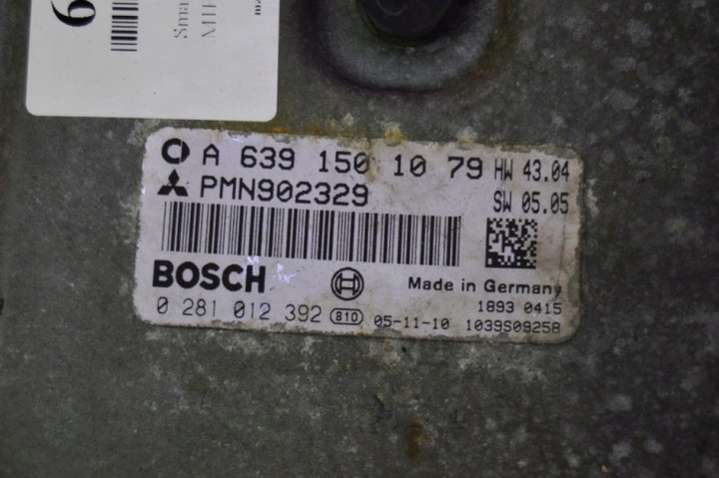 A 639 150 10 79 HW 43.04
PMN902329 SW 05.05
BOSCH Made in Germany
1893 0415
0 281 012 392 810 05-11-10 1039S09258